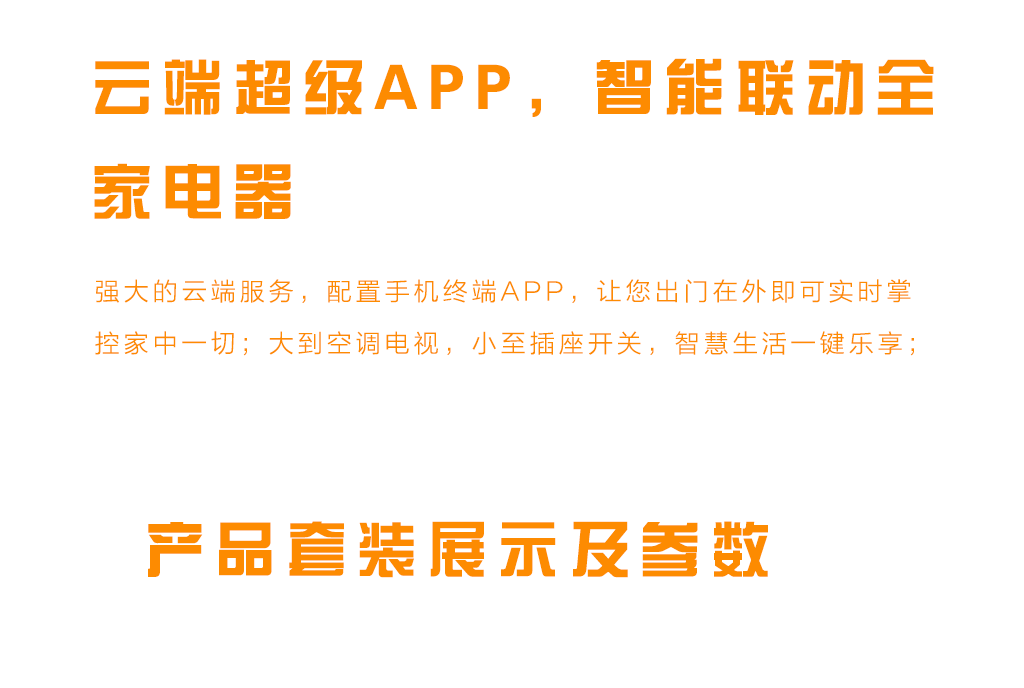 云端超级APP，智能联动全
家电器
强大的云端服务，配置手机终端APP，让您出门在外即可实时掌
控家中一切；大到空调电视，小至插座开关，智慧生活一键乐享；
产品套装展示及参数